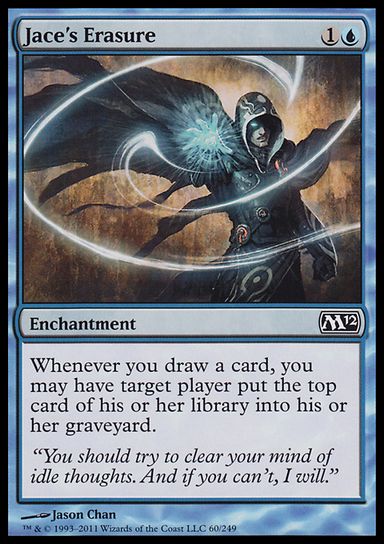 Jace's Erasure 1
Enchantment M12
Whenever you draw a card, you
may have target player put the top
card of his or her library into his or
her graveyard.
"You should try to clear your mind of
idle thoughts. And if you can't, I will."
Jason Chan
™ & © 1993–2011 Wizards of the Coast LLC 60/249